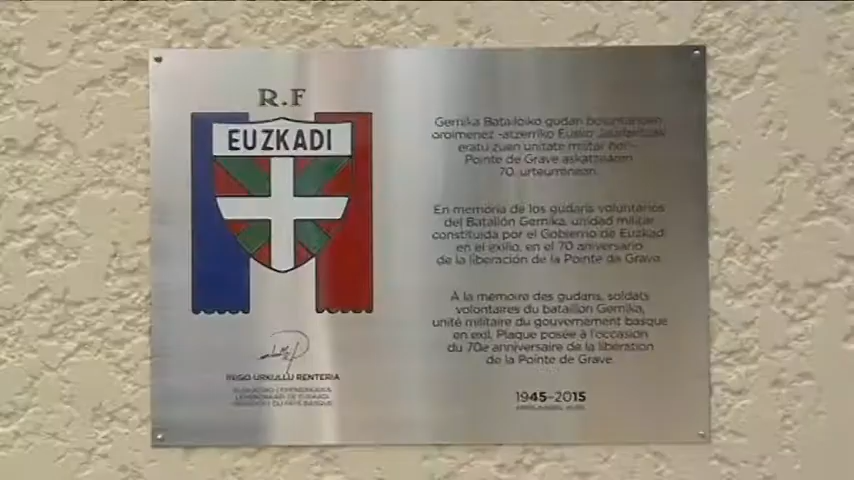 R.F
EUZKADI
Gernika Batailoiko gudari boluntarioen
oroimenez -atzerriko Eusko Jaurlaritzak
eratu zuen unitate militar hori-
Pointe de Grave askatzearen
70. urteurrenean.
En memoria de los gudaris voluntarios
del Batallón Gernika, unidad militar
constituida por el Gobierno de Euzkadi
en el exilio, en el 70 aniversario
de la liberación de la Pointe de Grave.
À la mémoire des gudaris, soldats
volontaires du bataillon Gernika,
unité militaire du gouvernement basque
en exil. Plaque posée à l'occasion
du 70e anniversaire de la libération
de la Pointe de Grave.
IÑIGO URKULLU RENTERIA
LEHENDAKARI DE EUSKADI
PRÉSIDENT DU PAYS BASQUE
1945-2015